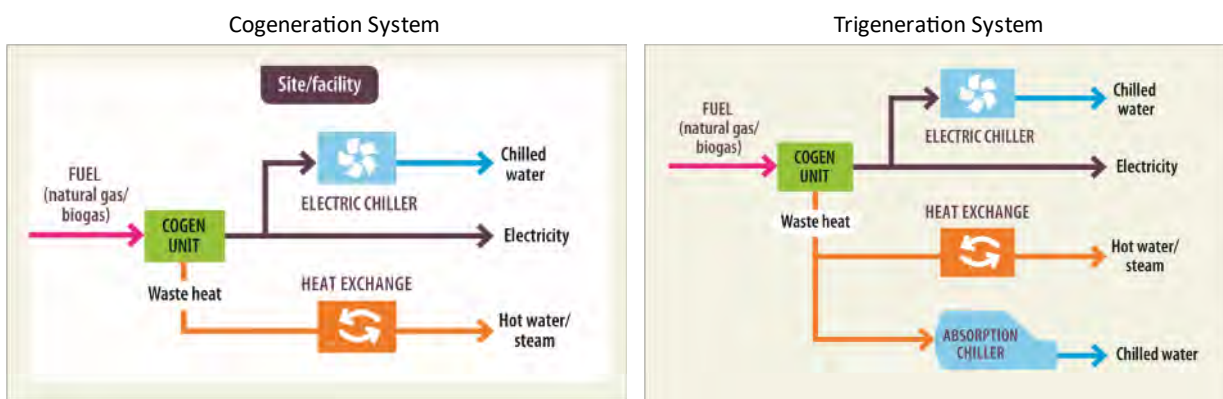 Cogeneration System
Site/facility
FUEL
(natural gas/
biogas)
COGEN
UNIT
ELECTRIC CHILLER
Chilled
water
Electricity
Waste heat
HEAT EXCHANGE
Hot water/
steam
Trigeneration System
FUEL
(natural gas/
biogas)
COGEN
UNIT
ELECTRIC CHILLER
Chilled
water
Electricity
Waste heat
HEAT EXCHANGE
Hot water/
steam
ABSORPTION
CHILLER
Chilled water